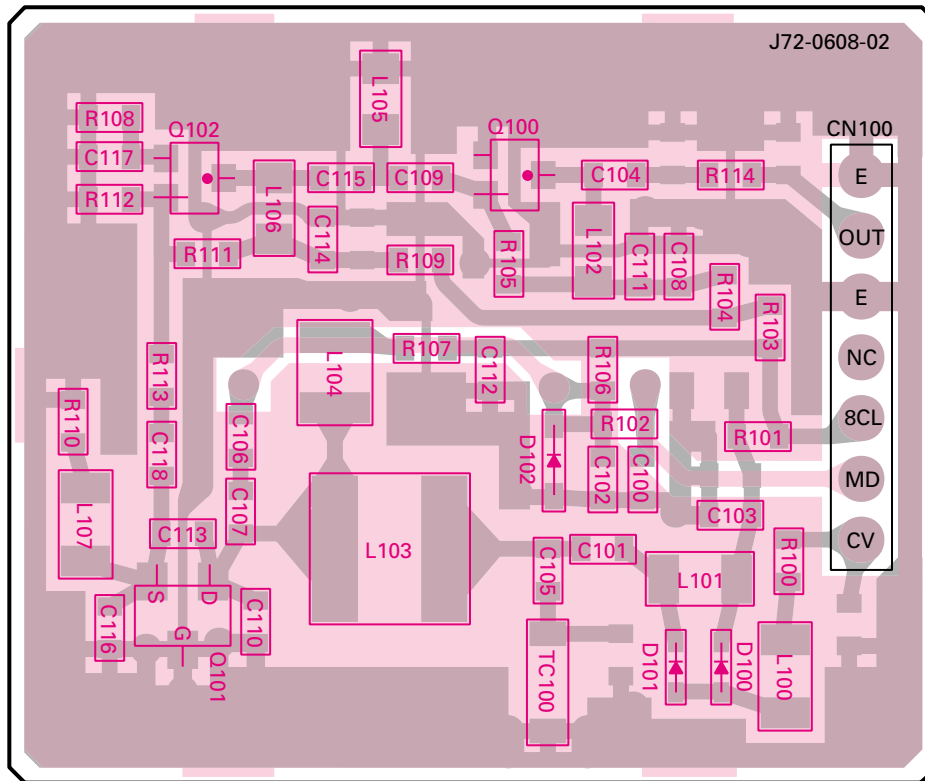 J72-0608-02
L105
R108
Q102
Q100
CN100
C117
R112
C115
C109
C104
R114
E
L106
C114
R111
R109
R105
L102
C111
C108
R104
R103
OUT
E
L104
R107
C112
R106
NC
R113
R110
C106
D102
R102
R101
8CL
C118
C107
C102
C100
MD
L107
C113
L103
C103
C101
C105
L101
R100
CV
S
D
G
C116
C110
Q101
TC100
D101
D100
L100